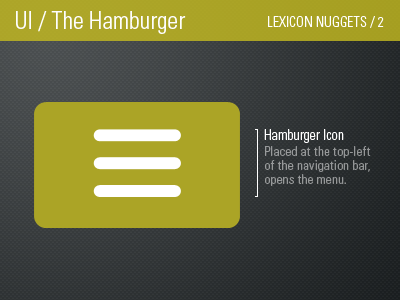 UI / The Hamburger
LEXICON NUGGETS / 2
Hamburger Icon
Placed at the top-left
of the navigation bar,
opens the menu.